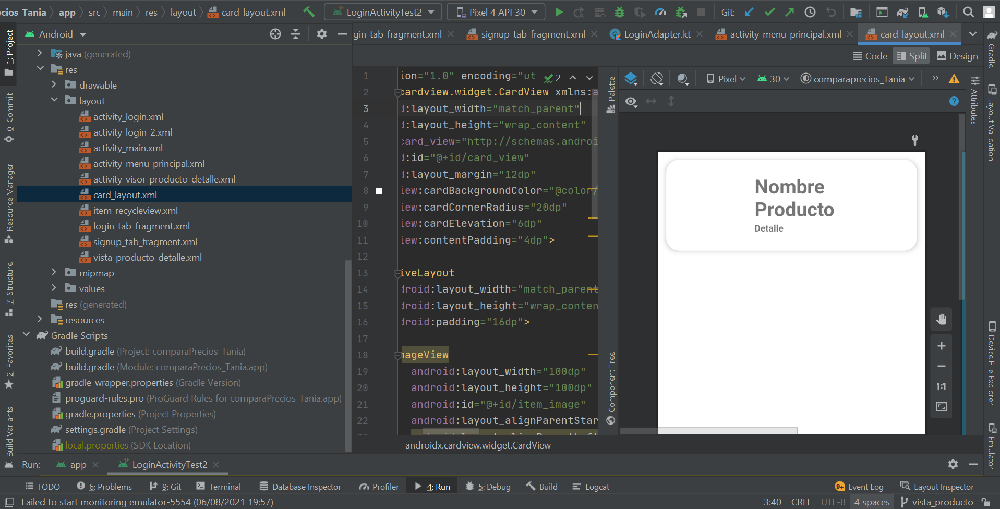 ecios_Tania app src main res layout card_layout.xml LoginActivityTest2 Pixel 4 API 30 Git:
Android
gin_tab_fragment.xml signup_tab_fragment.xml LoginAdapter.kt activity_menu_principal.xml card_layout.xml
Code Split Design
1: Project
0: Commit
Resource Manager
7: Structure
2: Favorites
Build Variants
java (generated)
res
drawable
layout
activity_login.xml
activity_login_2.xml
activity_main.xml
activity_menu_principal.xml
activity_visor_producto_detalle.xml
card_layout.xml
item_recycleview.xml
login_tab_fragment.xml
signup_tab_fragment.xml
vista_producto_detalle.xml
mipmap
values
res (generated)
resources
Gradle Scripts
build.gradle (Project: comparaPrecios_Tania)
build.gradle (Module: comparaPrecios_Tania.app)
gradle-wrapper.properties (Gradle Version)
proguard-rules.pro (ProGuard Rules for comparaPrecios_Tania.app)
gradle.properties (Project Properties)
settings.gradle (Project Settings)
local.properties (SDK Location)
1 ion="1.0" encoding="ut 2
2 cardview.widget.CardView xmlns:a
3 d:layout_width="match_parent"
4 d:layout_height="wrap_content"
5 card_view="http://schemas.androi
6 d:id="@+id/card_view"
7 d:layout_margin="12dp"
8 iew:cardBackgroundColor="@color/
9 iew:cardCornerRadius="20dp"
10 iew:cardElevation="6dp"
11 iew:contentPadding="4dp">
12
13 iveLayout
14 droid:layout_width="match_parent
15 droid:layout_height="wrap_conten
16 droid:padding="16dp">
17
18 mageView
19 android:layout_width="100dp"
20 android:layout_height="100dp"
21 android:id="@+id/item_image"
22 android:layout_alignParentStar
androidx.cardview.widget.CardView
Palette
Component Tree
Pixel 30 comparaprecios_Tania
?
Nombre
Producto
Detalle
1:1
Attributes
Gradle
Layout Validation
Device File Explorer
Emulator
Run: app LoginActivityTest2
TODO 6: Problems 9: Git Terminal Database Inspector Profiler 4: Run 5: Debug Build Logcat 9+ Event Log Layout Inspector
Failed to start monitoring emulator-5554 (06/08/2021 19:57) 3:40 CRLF UTF-8 4 spaces vista_producto